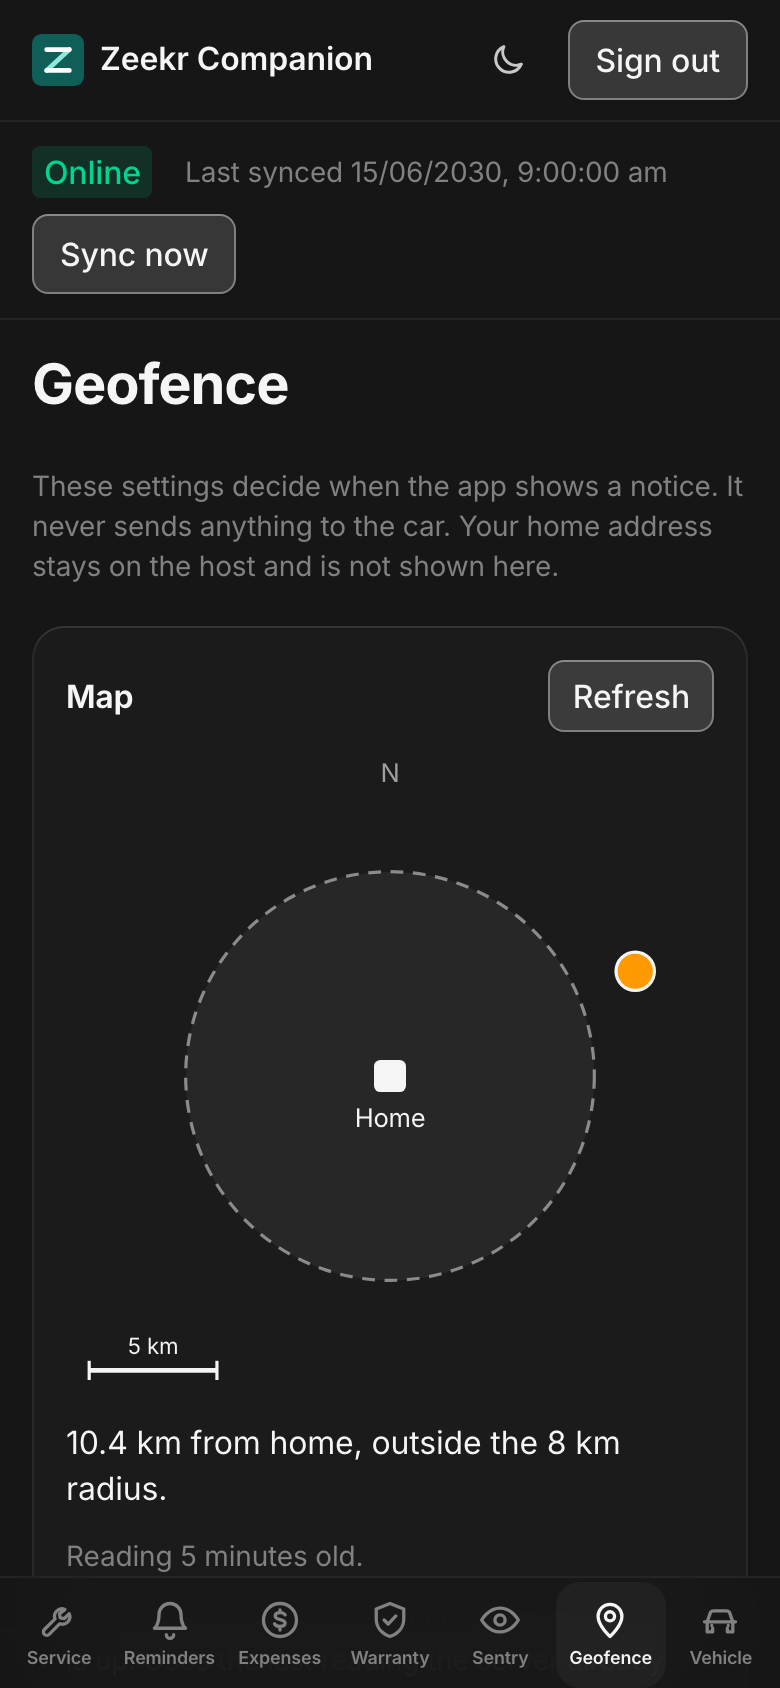 Zeekr Companion
Sign out
Online
Last synced 15/06/2030, 9:00:00 am
Sync now
Geofence
These settings decide when the app shows a notice. It
never sends anything to the car. Your home address
stays on the host and is not shown here.
Map
Refresh
N
Home
5 km
10.4 km from home, outside the 8 km
radius.
Reading 5 minutes old.
Service
Reminders
Expenses
Warranty
Sentry
Geofence
Vehicle